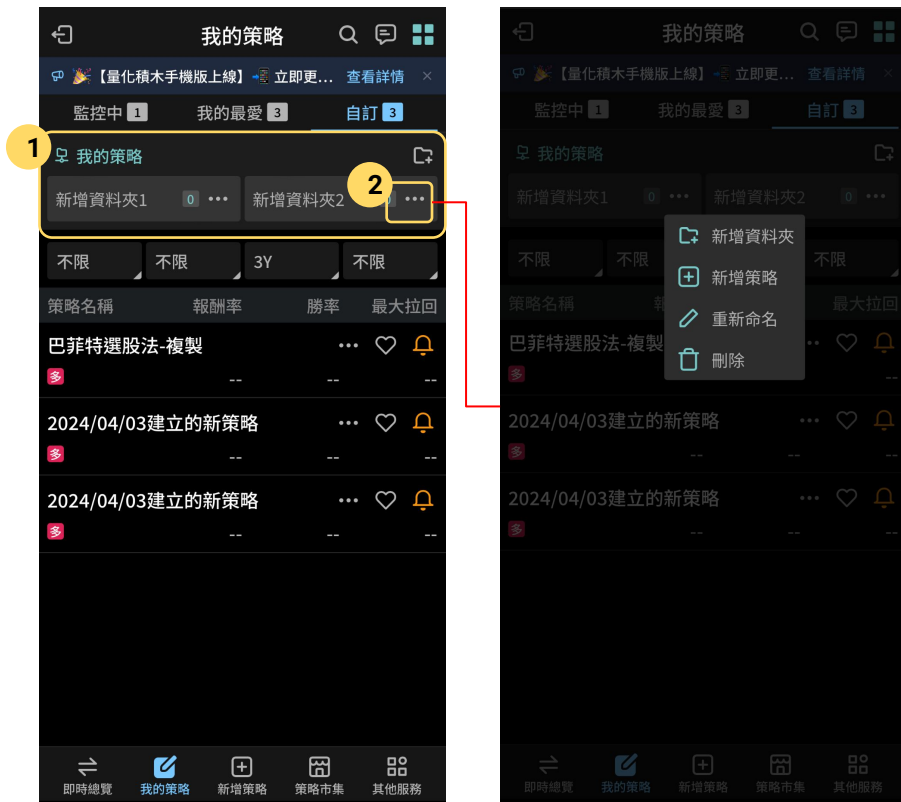 我的策略
【量化積木手機版上線】 立即更... 查看詳情 ×
監控中 1 我的最愛 3 自訂 3
1
我的策略
2
新增資料夾1 0 ••• 新增資料夾2 •••
不限 不限 3Y 不限
策略名稱 報酬率 勝率 最大拉回
巴菲特選股法-複製 •••
多 -- -- --
2024/04/03建立的新策略 •••
多 -- -- --
2024/04/03建立的新策略 •••
多 -- -- --
即時總覽 我的策略 新增策略 策略市集 其他服務
我的策略
【量化積木手機版上線】 立即更... 查看詳情 ×
監控中 1 我的最愛 3 自訂 3
我的策略
新增資料夾1 0 ••• 新增資料夾2 0 •••
新增資料夾
新增策略
重新命名
刪除
不限 不限 不限
策略名稱 最大拉回
巴菲特選股法-複製
多 --
2024/04/03建立的新策略 •••
多 -- -- --
2024/04/03建立的新策略 •••
多 -- -- --
即時總覽 我的策略 新增策略 策略市集 其他服務